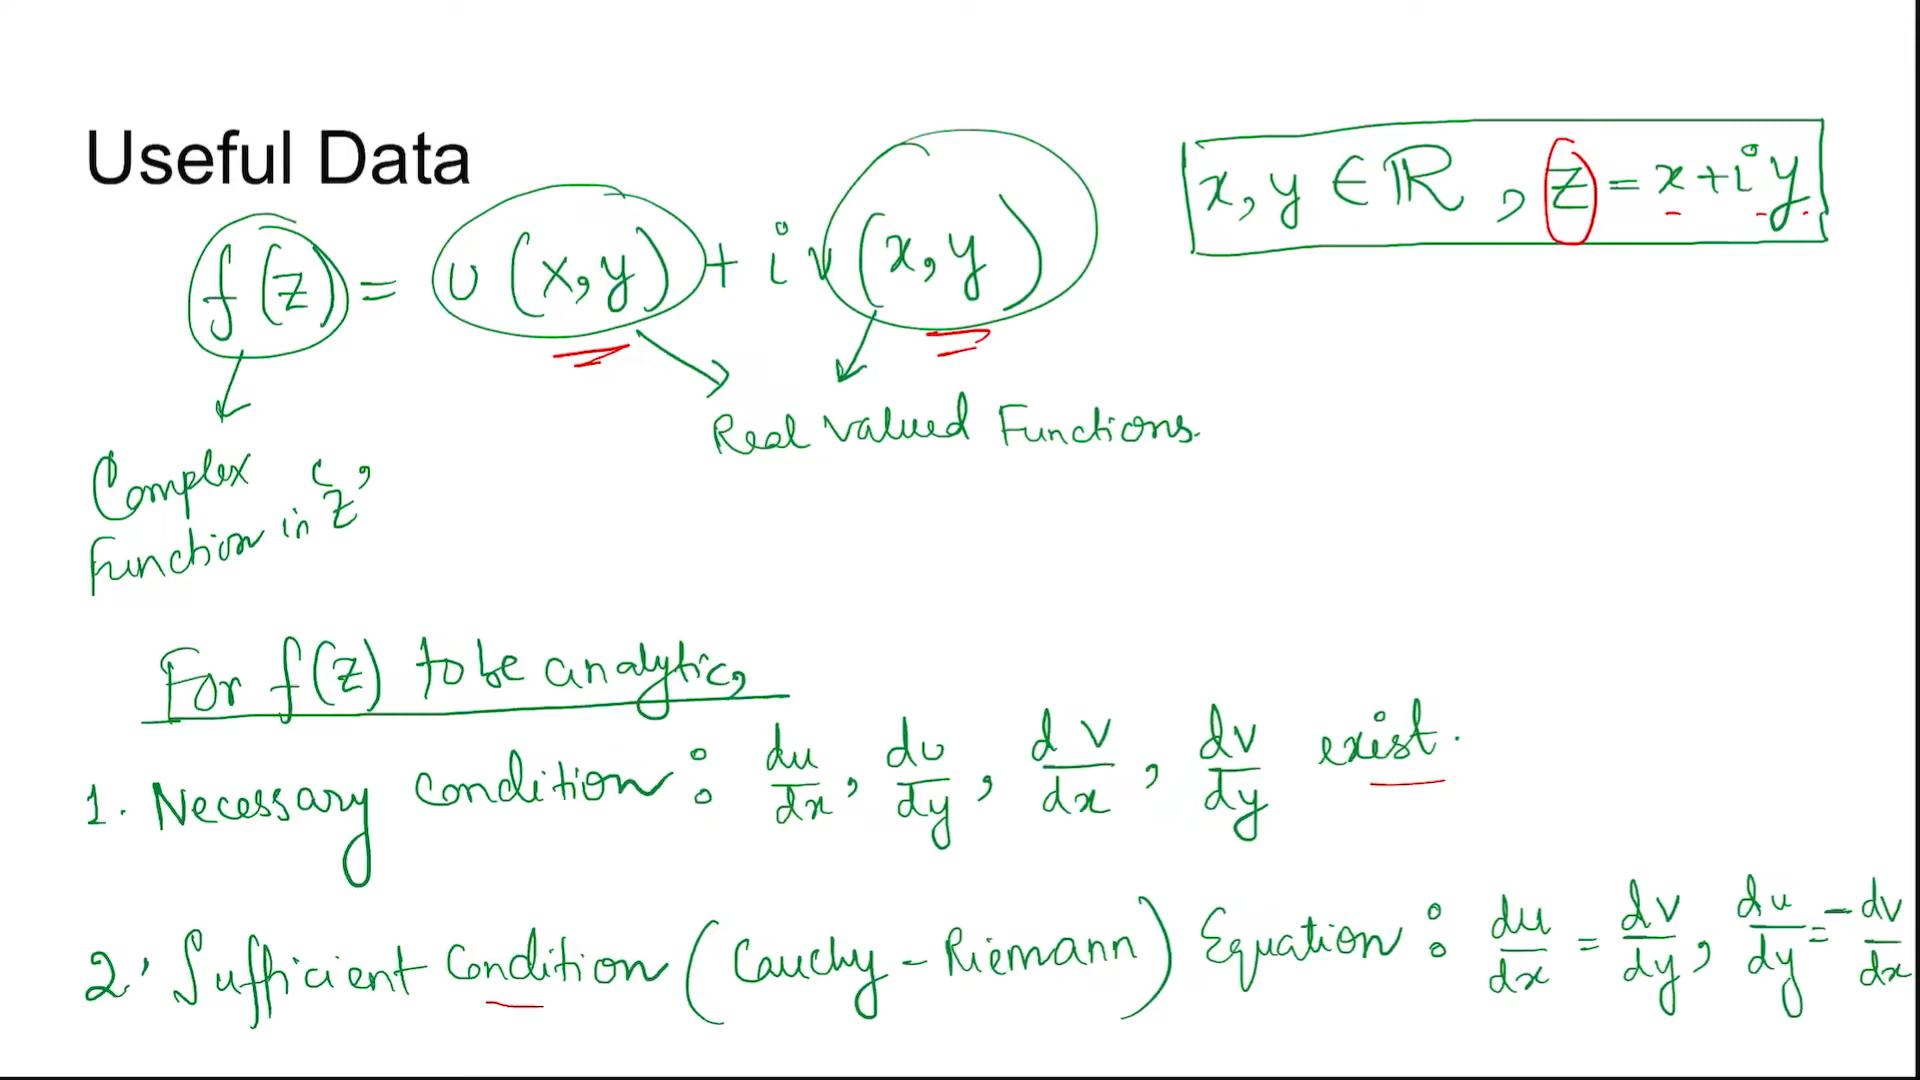 Useful Data
x, y ∈ ℝ , z = x + iy
f(z) = u(x,y) + i v(x,y)
Real valued Functions.
Complex
Function in 'z'
For f(z) to be analytic,
1. Necessary condition : du/dx, du/dy, dv/dx, dv/dy exist.
2. Sufficient Condition (Cauchy-Riemann) Equation : du/dx = dv/dy, du/dy = -dv/dx